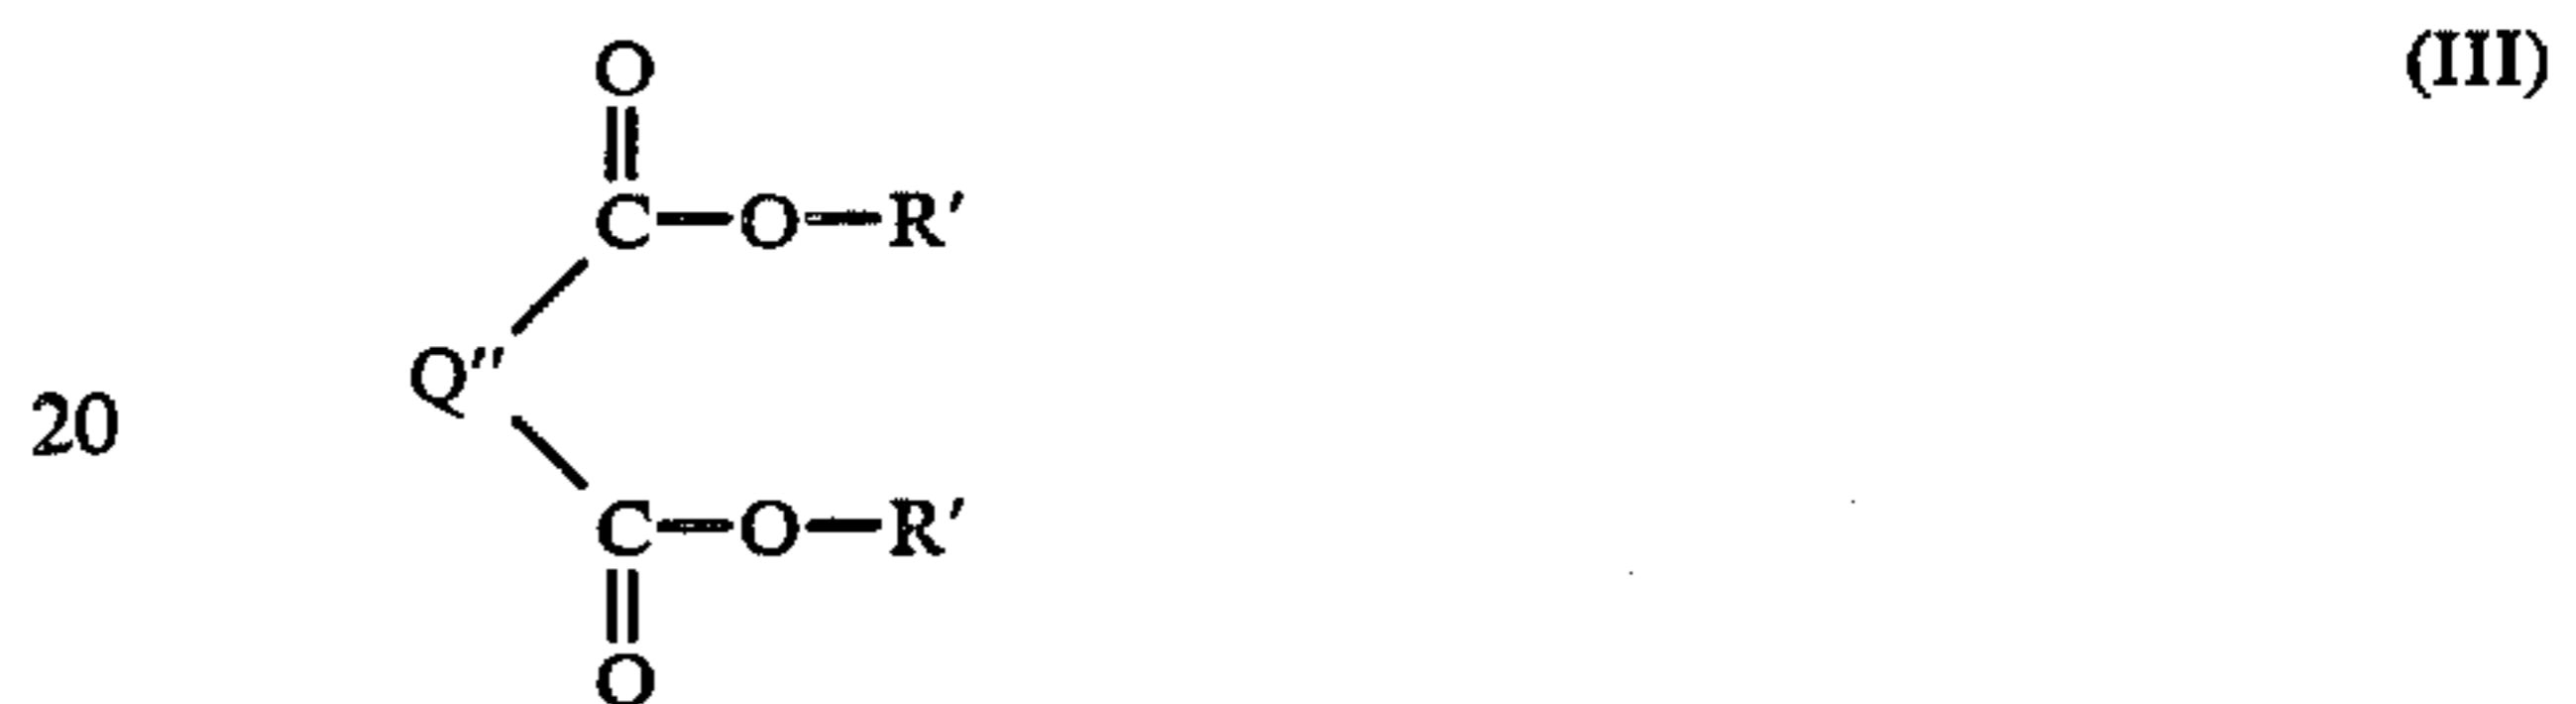 O (III)
C—O—R′
Q″
20
C—O—R′
O